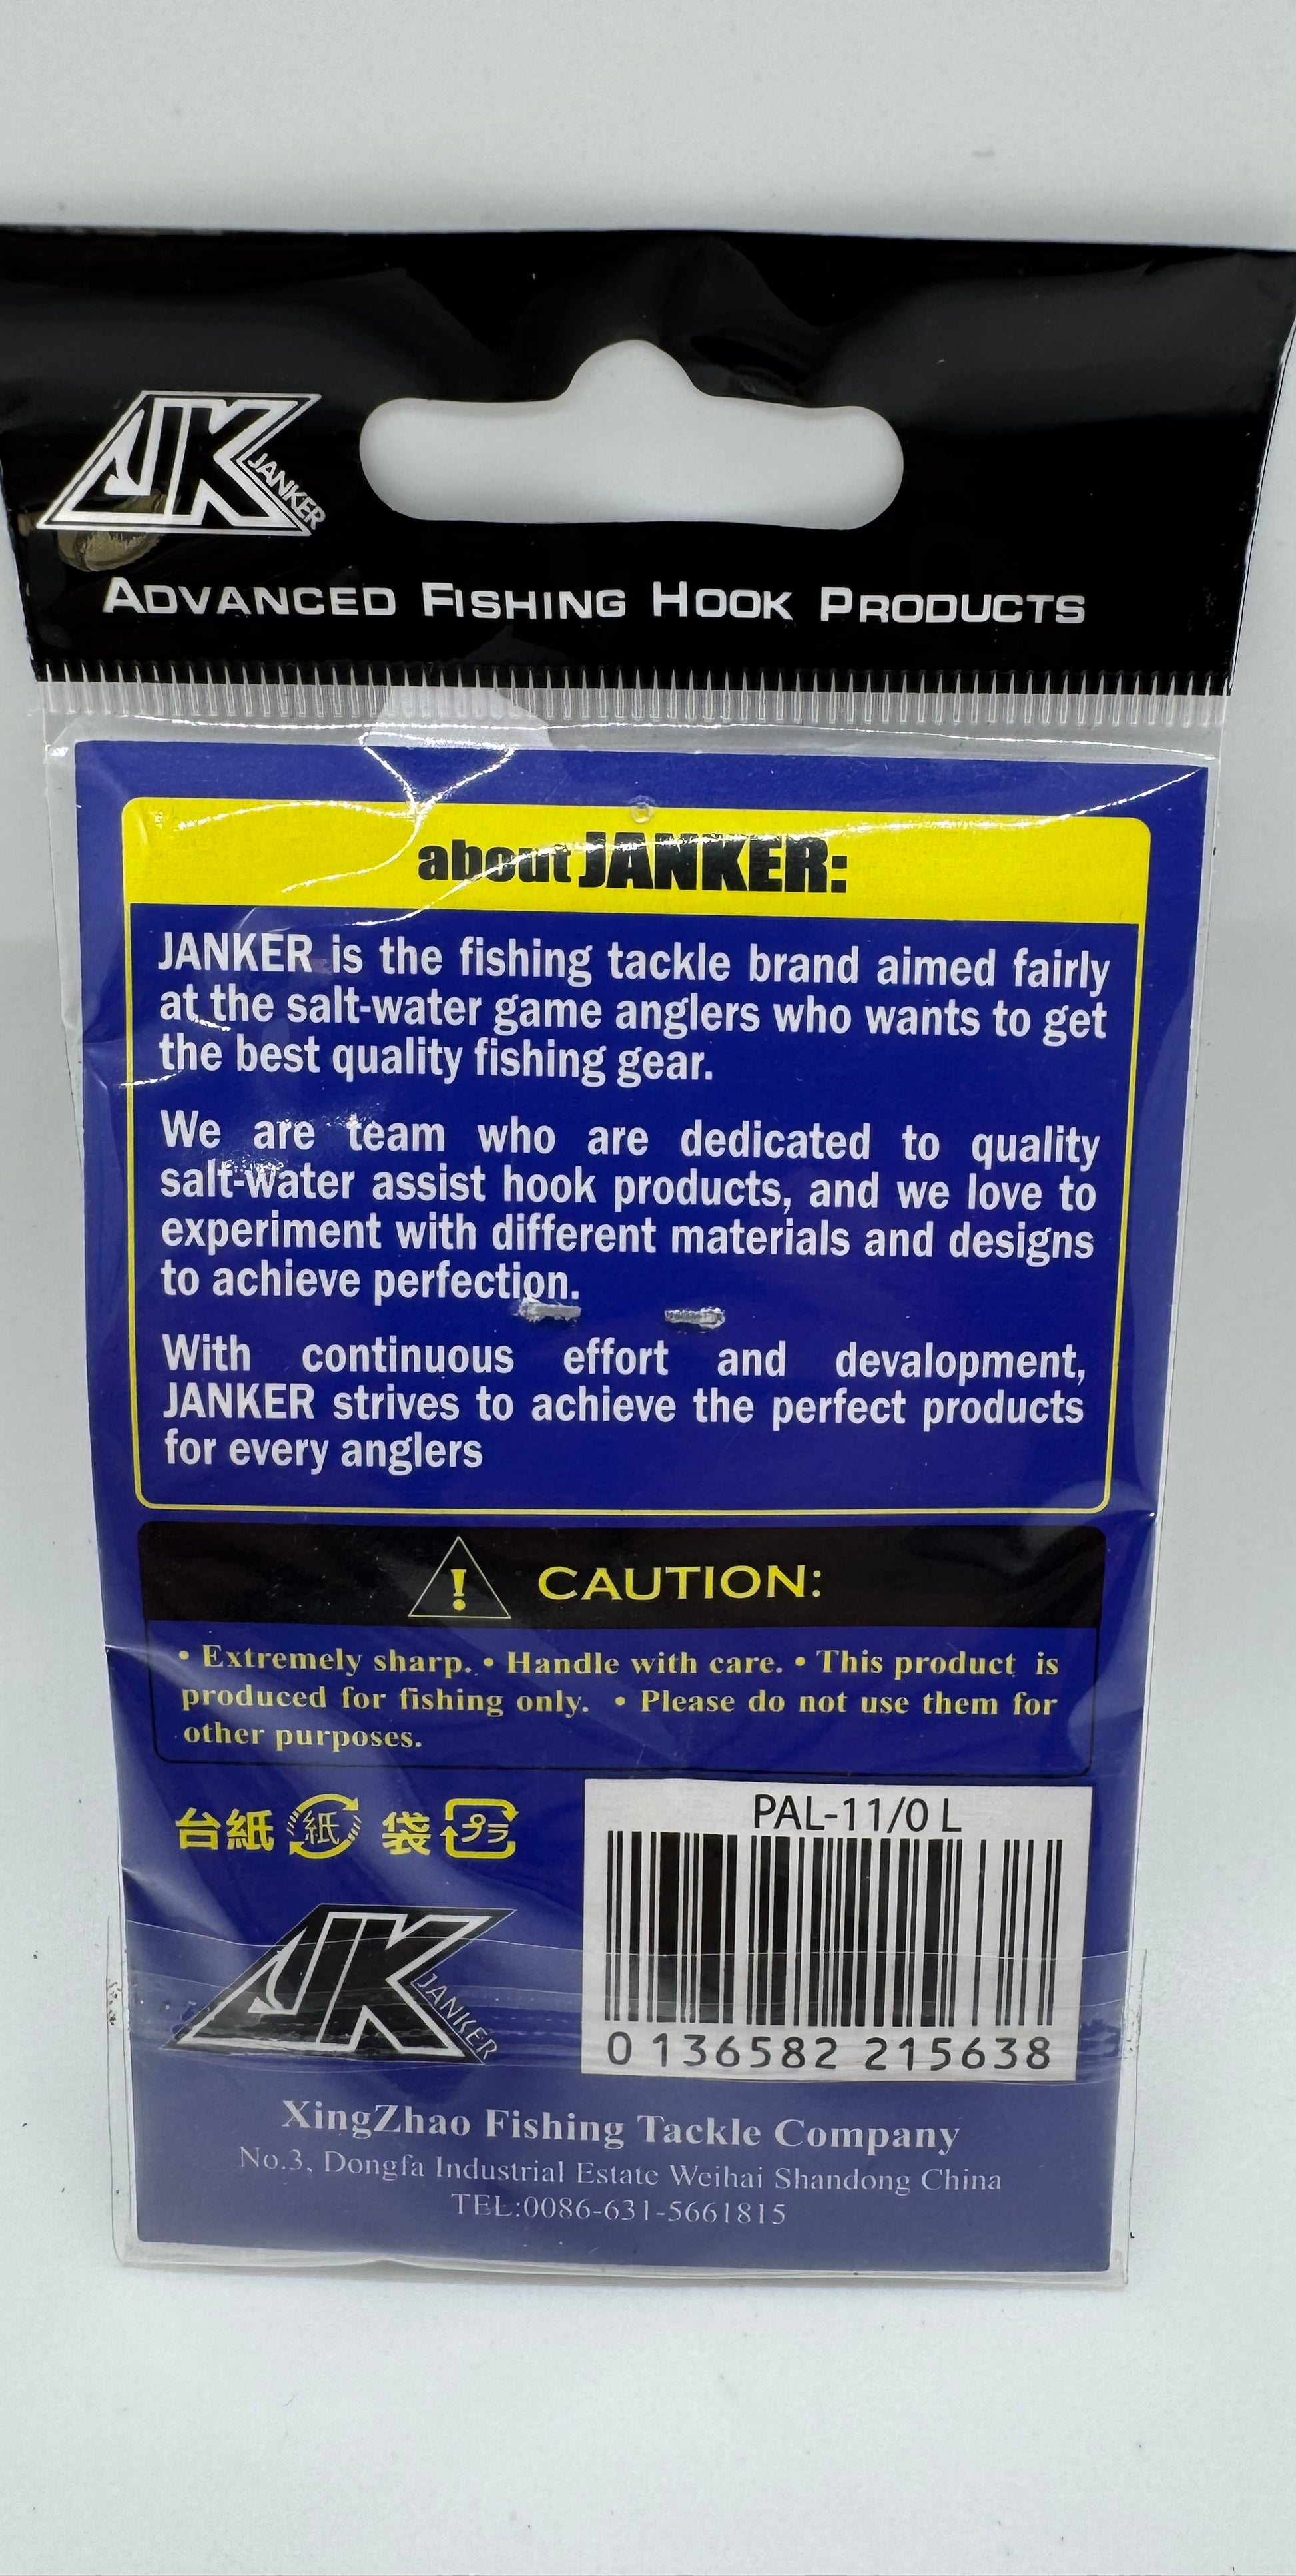 JK JANKER
ADVANCED FISHING HOOK PRODUCTS
about JANKER:
JANKER is the fishing tackle brand aimed fairly
at the salt-water game anglers who wants to get
the best quality fishing gear.
We are team who are dedicated to quality
salt-water assist hook products, and we love to
experiment with different materials and designs
to achieve perfection.
With continuous effort and devalopment,
JANKER strives to achieve the perfect products
for every anglers
! CAUTION:
• Extremely sharp. • Handle with care. • This product is
produced for fishing only. • Please do not use them for
other purposes.
台紙 紙 袋 プラ
PAL-11/0 L
0 136582 215638
JK JANKER
XingZhao Fishing Tackle Company
No.3, Dongfa Industrial Estate Weihai Shandong China
TEL:0086-631-5661815